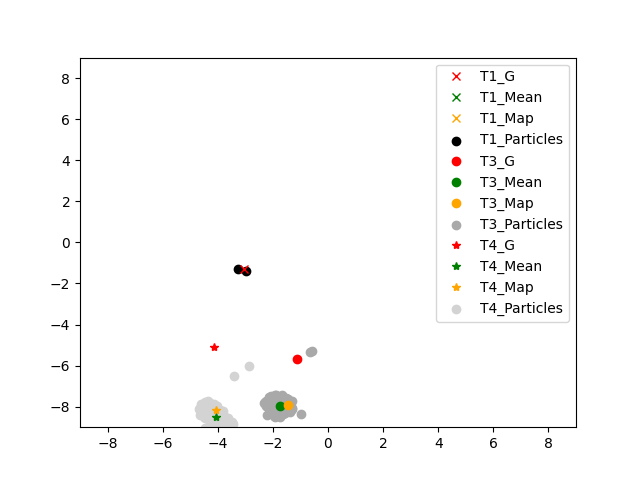 8
6
4
2
0
−2
−4
−6
−8
−8
−6
−4
−2
0
2
4
6
8
T1_G
T1_Mean
T1_Map
T1_Particles
T3_G
T3_Mean
T3_Map
T3_Particles
T4_G
T4_Mean
T4_Map
T4_Particles